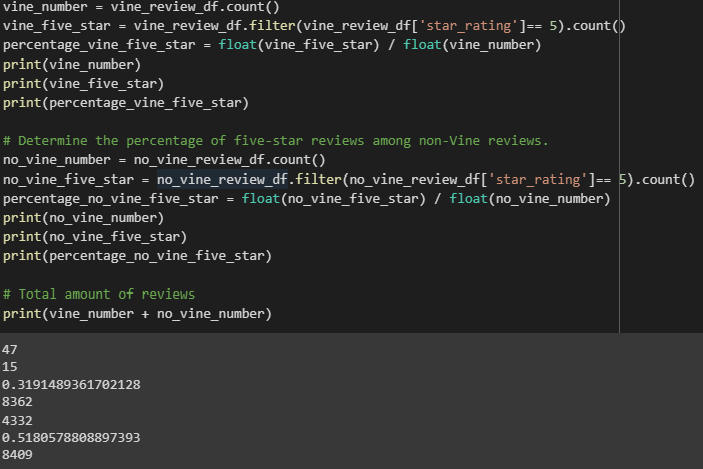 vine_number = vine_review_df.count()
vine_five_star = vine_review_df.filter(vine_review_df['star_rating']== 5).count()
percentage_vine_five_star = float(vine_five_star) / float(vine_number)
print(vine_number)
print(vine_five_star)
print(percentage_vine_five_star)

# Determine the percentage of five-star reviews among non-Vine reviews.
no_vine_number = no_vine_review_df.count()
no_vine_five_star = no_vine_review_df.filter(no_vine_review_df['star_rating']== 5).count()
percentage_no_vine_five_star = float(no_vine_five_star) / float(no_vine_number)
print(no_vine_number)
print(no_vine_five_star)
print(percentage_no_vine_five_star)

# Total amount of reviews
print(vine_number + no_vine_number)

47
15
0.3191489361702128
8362
4332
0.5180578808897393
8409